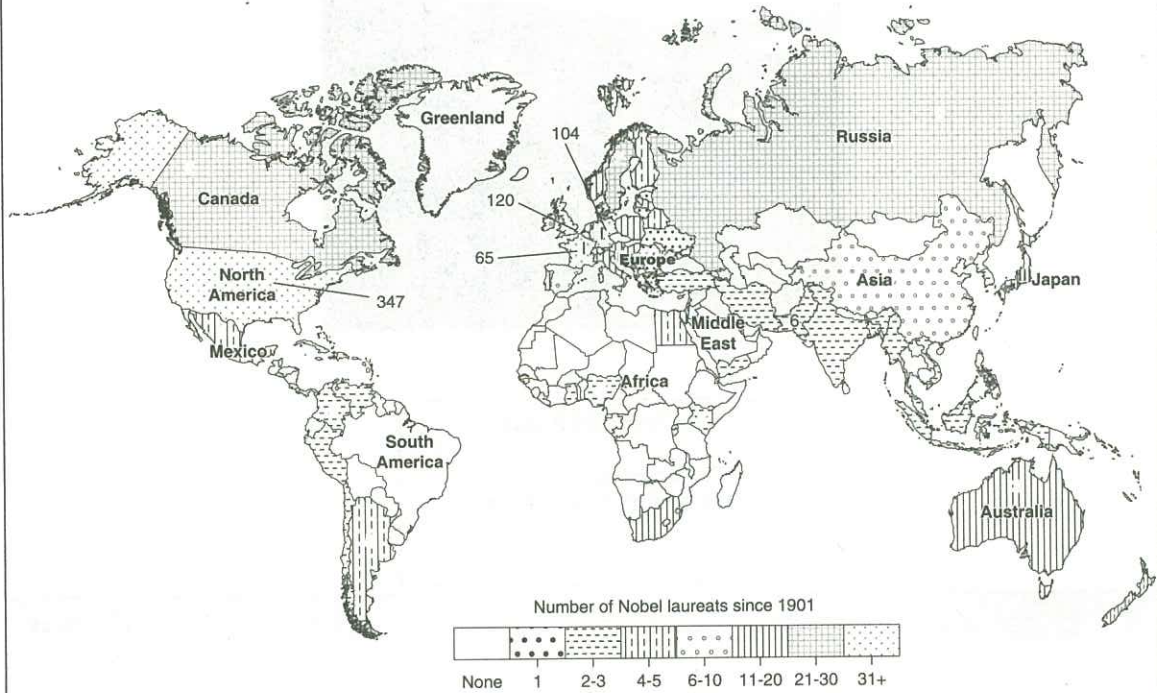 Greenland
104
Russia
120
Canada
65
Europe
North
America
347
Asia
Japan
Mexico
Middle
East
6
Africa
South
America
Australia
Number of Nobel laureats since 1901
None
1
2-3
4-5
6-10
11-20
21-30
31+